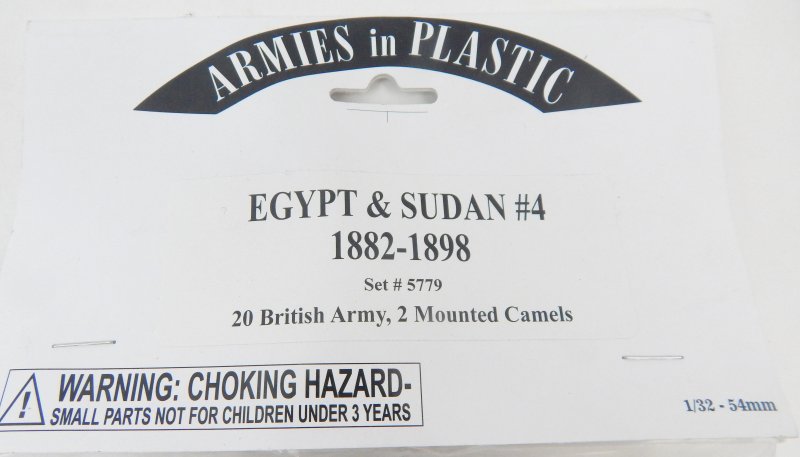 ARMIES in PLASTIC
EGYPT & SUDAN #4
1882-1898
Set # 5779
20 British Army, 2 Mounted Camels
WARNING: CHOKING HAZARD-
SMALL PARTS NOT FOR CHILDREN UNDER 3 YEARS
1/32 - 54mm